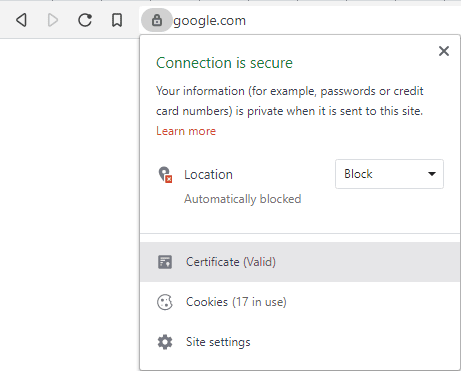 google.com
Connection is secure
Your information (for example, passwords or credit
card numbers) is private when it is sent to this site.
Learn more
Location
Block
Automatically blocked
Certificate (Valid)
Cookies (17 in use)
Site settings